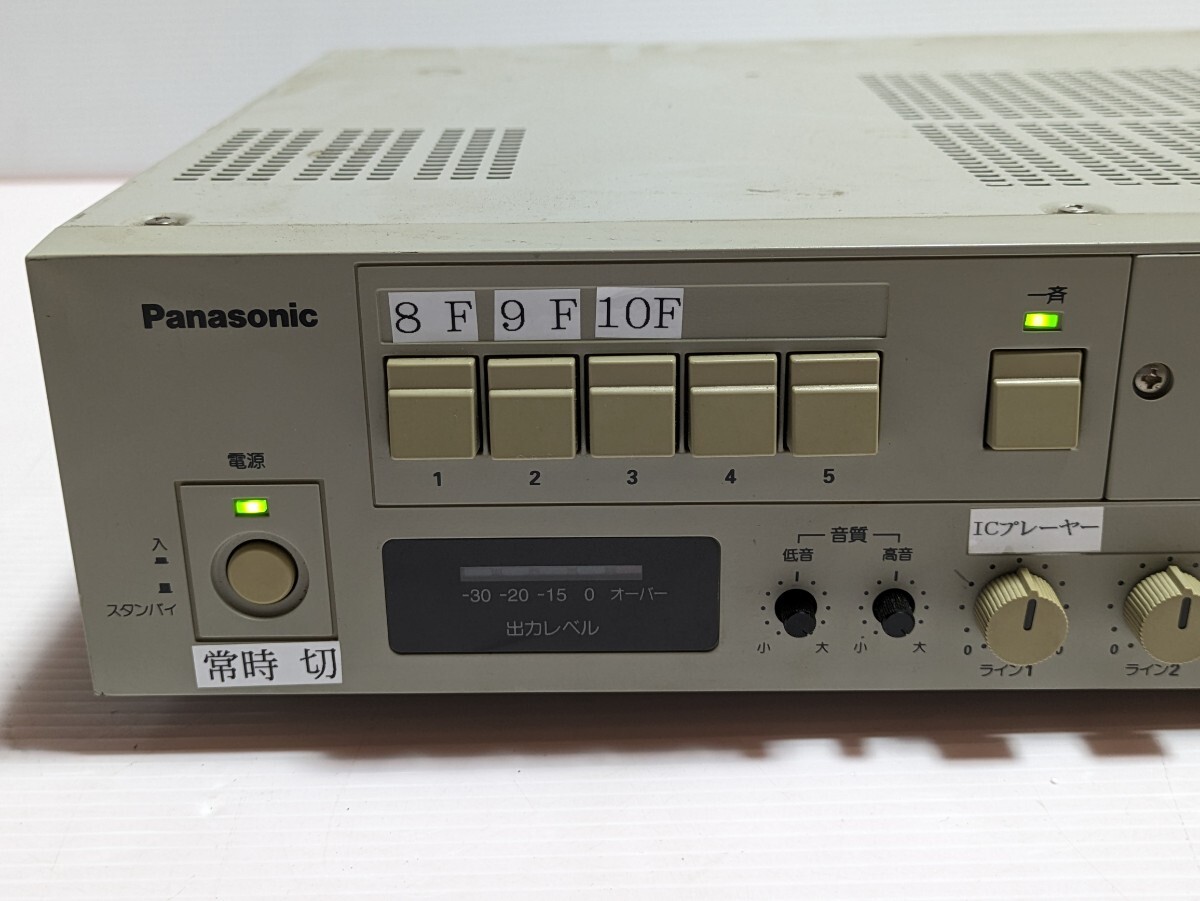 Panasonic
8 F 9 F 10F
一斉
1 2 3 4 5
電源
入
スタンバイ
常時 切
-30 -20 -15 0 オーバー
出力レベル
音質
低音 高音
小 大 小 大
ICプレーヤー
0 0 0
ライン1 ライン2